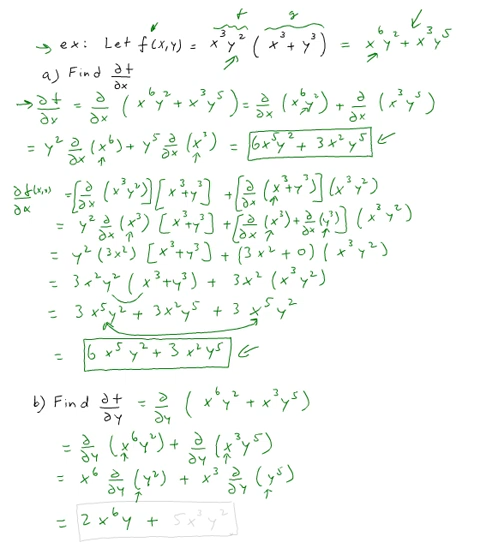 f g
→ ex: Let f(x,y) = x³y² (x³ + y³) = x⁶y² + x³y⁵
a) Find ∂f/∂x
→ ∂f/∂x = ∂/∂x (x⁶y² + x³y⁵) = ∂/∂x (x⁶y²) + ∂/∂x (x³y⁵)
= y² ∂/∂x (x⁶) + y⁵ ∂/∂x (x³) = 6x⁵y² + 3x²y⁵ ←
∂f(x,y)/∂x = [∂/∂x (x³y²)] [x³+y³] + [∂/∂x (x³+y³)] (x³y²)
= y² ∂/∂x (x³) [x³+y³] + [∂/∂x (x³) + ∂/∂x (y³)] (x³y²)
= y² (3x²) [x³+y³] + (3x² + 0) (x³y²)
= 3x²y² (x³+y³) + 3x² (x³y²)
= 3x⁵y² + 3x²y⁵ + 3x⁵y²
= 6x⁵y² + 3x²y⁵ ←
b) Find ∂f/∂y = ∂/∂y (x⁶y² + x³y⁵)
= ∂/∂y (x⁶y²) + ∂/∂y (x³y⁵)
= x⁶ ∂/∂y (y²) + x³ ∂/∂y (y⁵)
= 2x⁶y + 5x³y²